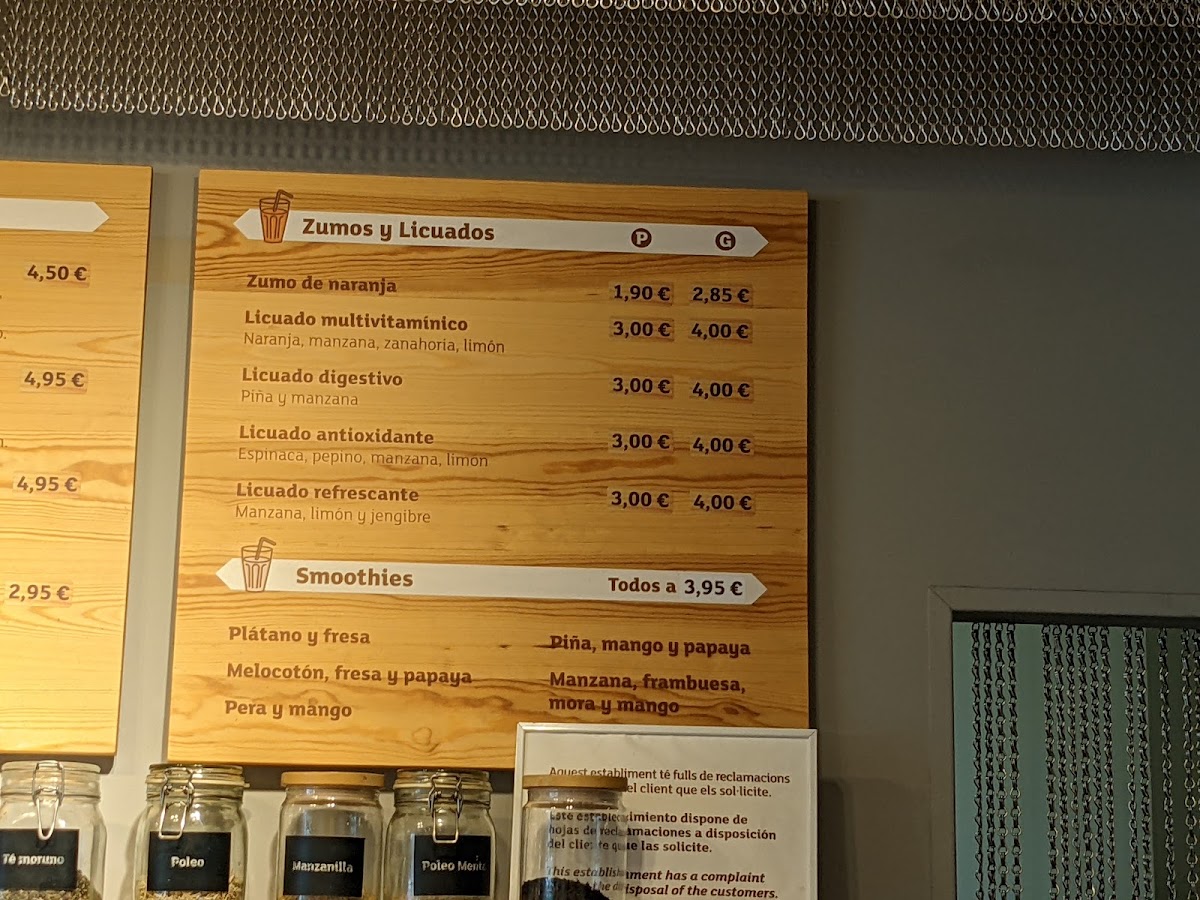 4,50 €
4,95 €
4,95 €
2,95 €
Zumos y Licuados P G
Zumo de naranja 1,90 € 2,85 €
Licuado multivitamínico 3,00 € 4,00 €
Naranja, manzana, zanahoria, limón
Licuado digestivo 3,00 € 4,00 €
Piña y manzana
Licuado antioxidante 3,00 € 4,00 €
Espinaca, pepino, manzana, limón
Licuado refrescante 3,00 € 4,00 €
Manzana, limón y jengibre
Smoothies Todos a 3,95 €
Plátano y fresa
Melocotón, fresa y papaya
Pera y mango
Piña, mango y papaya
Manzana, frambuesa,
mora y mango
Aquest establiment té fulls de reclamacions
el client que els sol·licite.
Este establecimiento dispone de
hojas de reclamaciones a disposición
del cliente que las solicite.
This establishment has a complaint
the disposal of the customers.
Té moruno
Poleo
Manzanilla
Poleo Menta